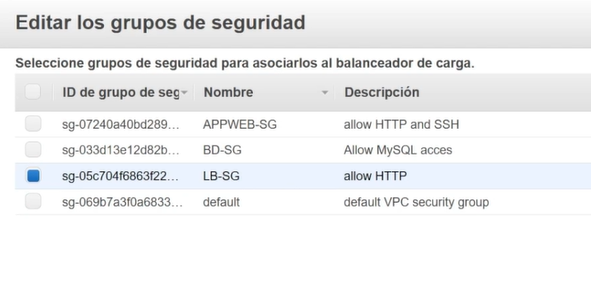 Editar los grupos de seguridad
Seleccione grupos de seguridad para asociarlos al balanceador de carga.
ID de grupo de seg Nombre Descripción
sg-07240a40bd289... APPWEB-SG allow HTTP and SSH
sg-033d13e12d82b... BD-SG Allow MySQL acces
sg-05c704f6863f22... LB-SG allow HTTP
sg-069b7a3f0a6833... default default VPC security group